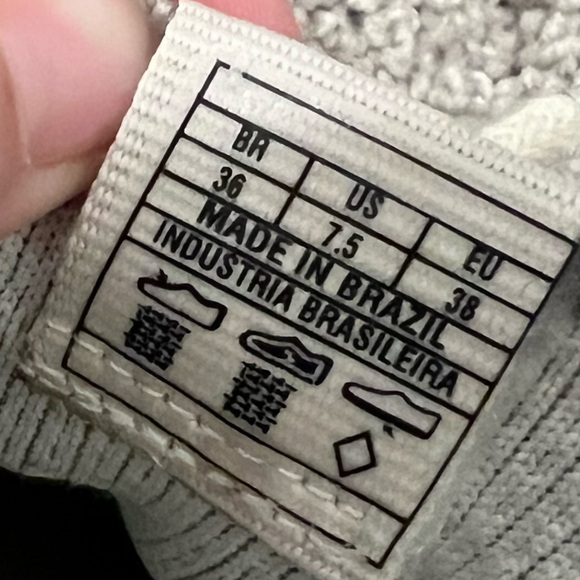 BR US EU
36 7.5 38
MADE IN BRAZIL
INDUSTRIA BRASILEIRA